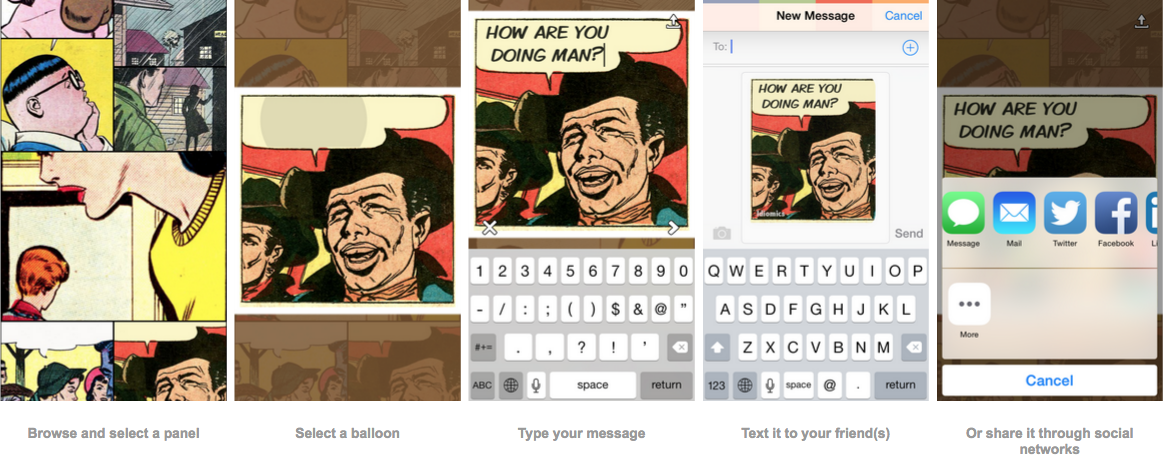 HOW ARE YOU
DOING MAN?
1 2 3 4 5 6 7 8 9 0
- / : ; ( ) $ & @ "
#+= . , ? ! '
ABC space return
New Message Cancel
To:
HOW ARE YOU
DOING MAN?
idiomics
Send
Q W E R T Y U I O P
A S D F G H J K L
Z X C V B N M
123 space @ . return
HOW ARE YOU
DOING MAN?
Message Mail Twitter Facebook Li
More
Cancel
Browse and select a panel
Select a balloon
Type your message
Text it to your friend(s)
Or share it through social
networks